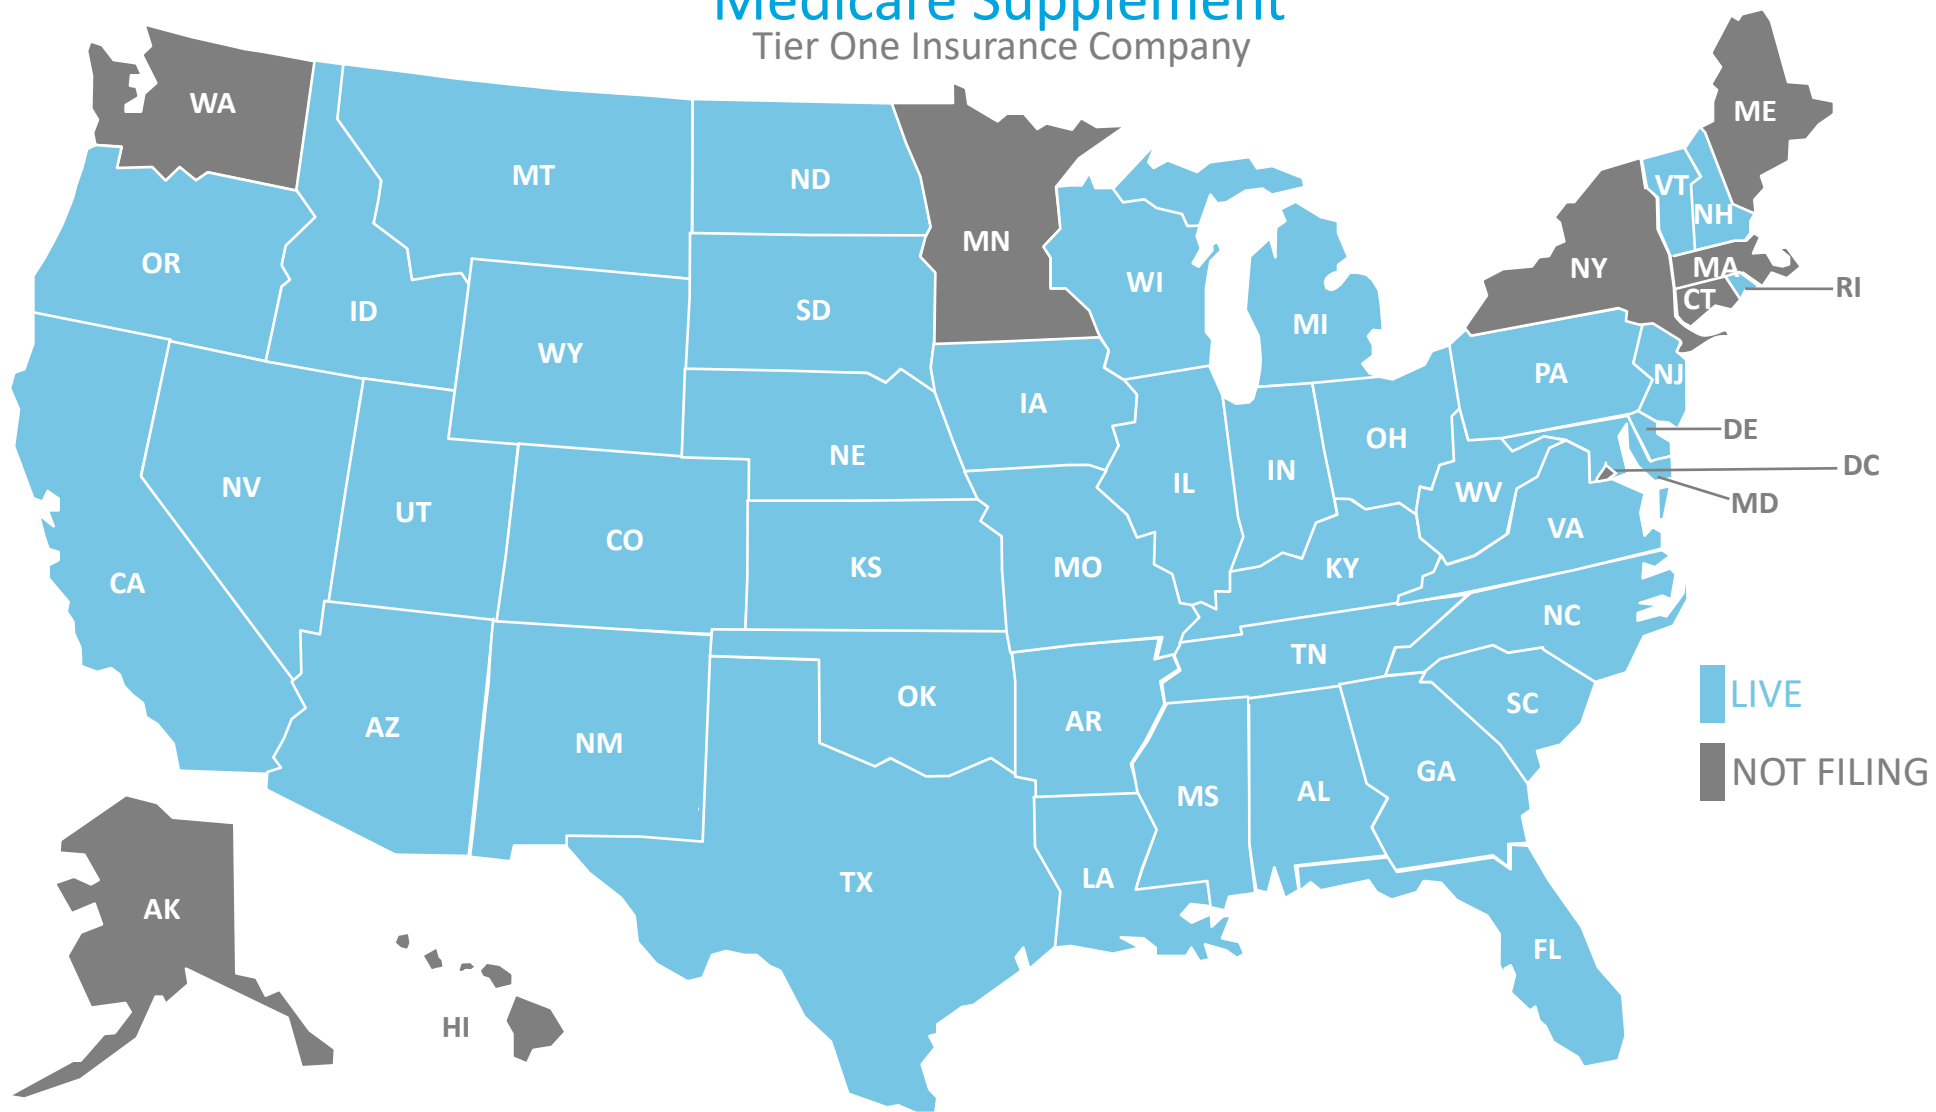 Medicare Supplement
Tier One Insurance Company
WA
MT
ND
MN
ME
VT
NH
OR
ID
SD
WI
MI
NY
MA
RI
CT
WY
IA
PA
NJ
NE
OH
DE
NV
UT
CO
IL
IN
WV
DC
MD
CA
KS
MO
KY
VA
NC
TN
AZ
NM
OK
AR
SC
LIVE
MS
AL
GA
NOT FILING
TX
LA
AK
FL
HI